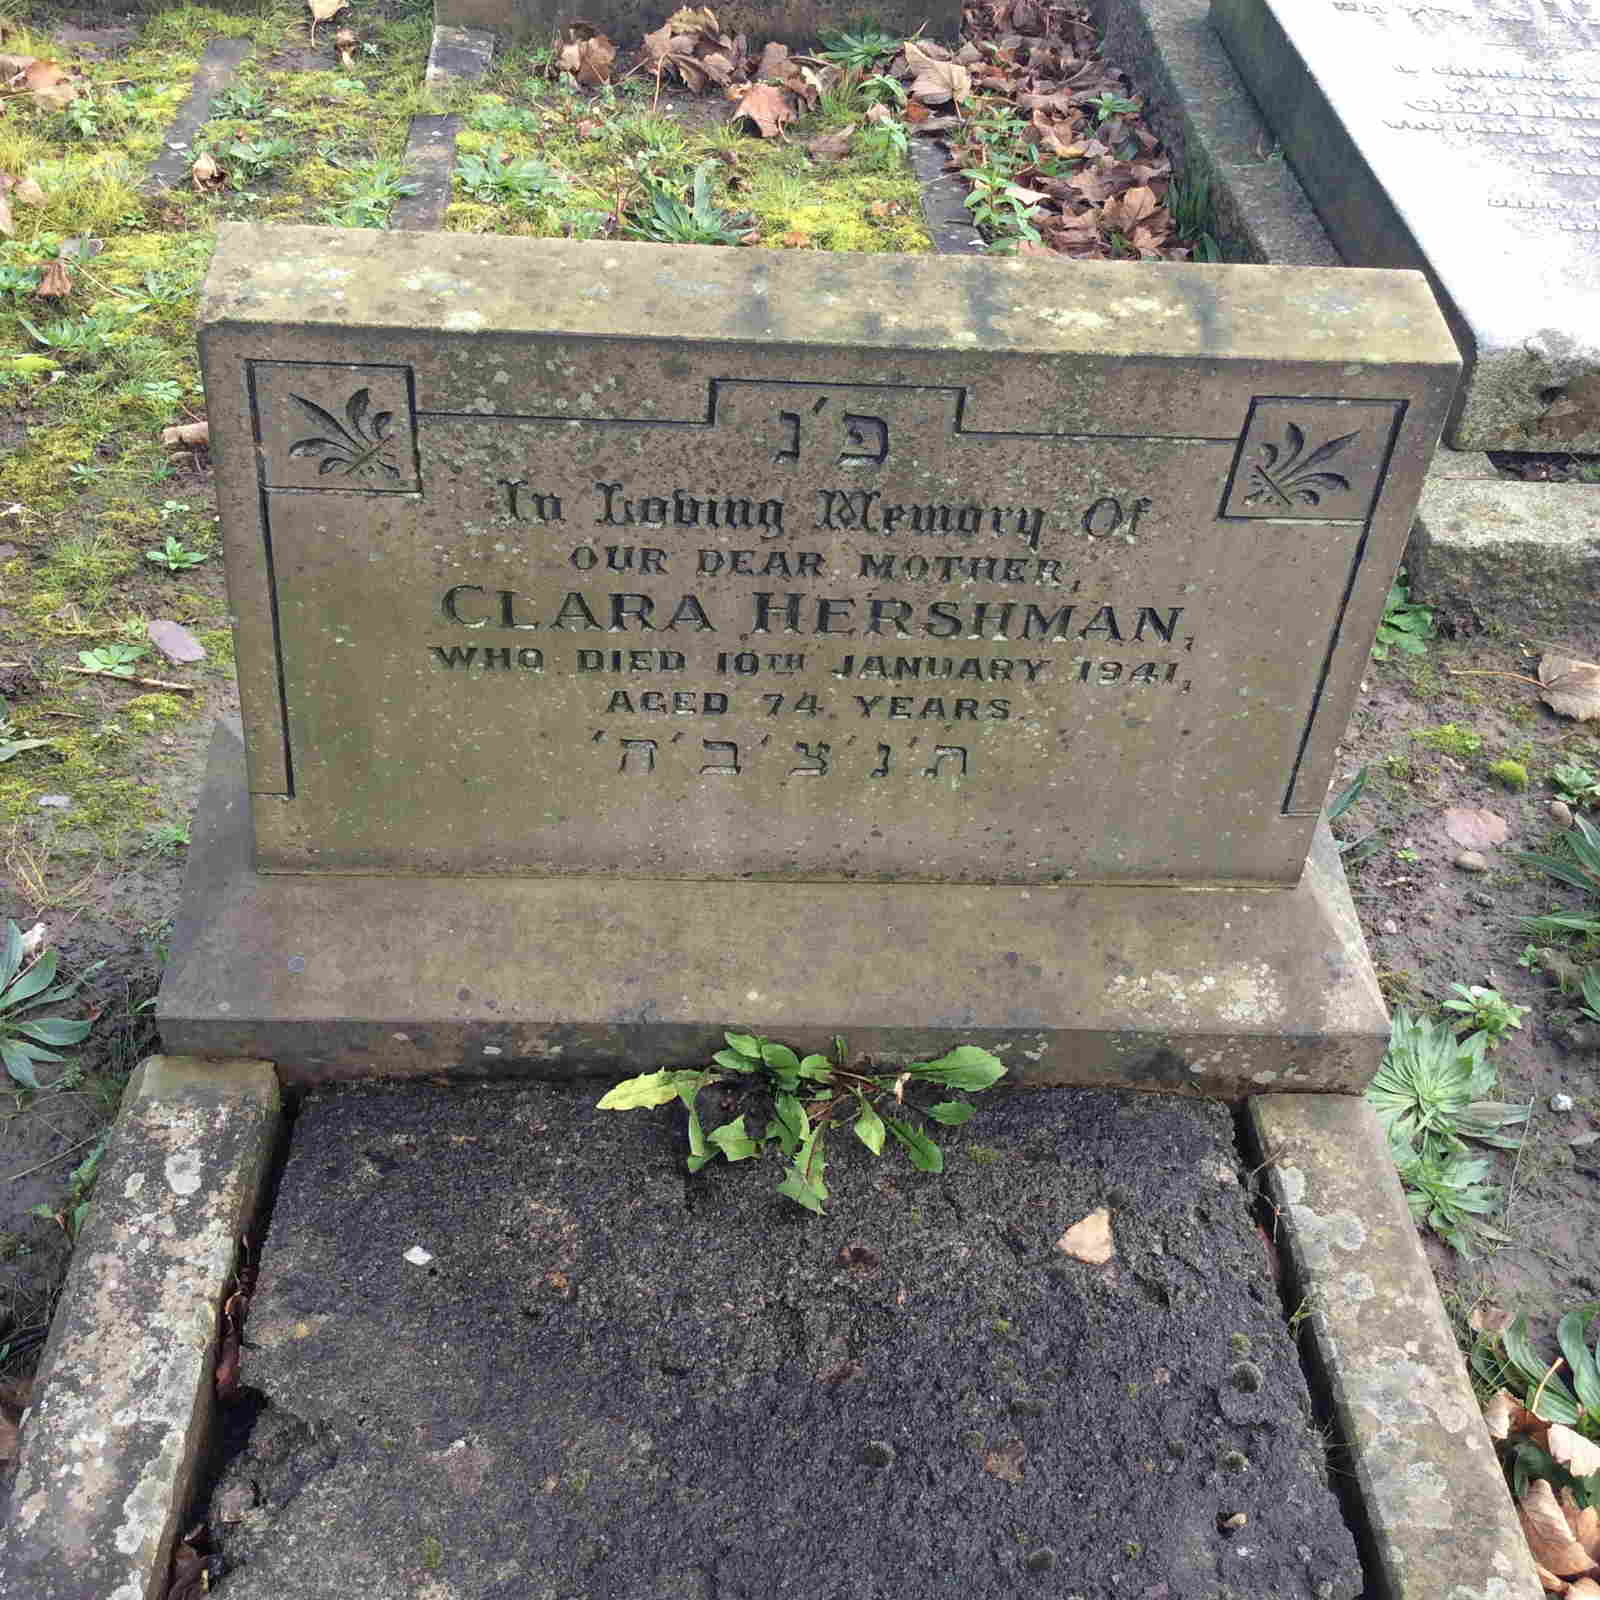 פ׳נ׳
In Loving Memory Of
OUR DEAR MOTHER,
CLARA HERSHMAN,
WHO DIED 10TH JANUARY 1941,
AGED 74 YEARS.
ת׳נ׳צ׳ב׳ה׳